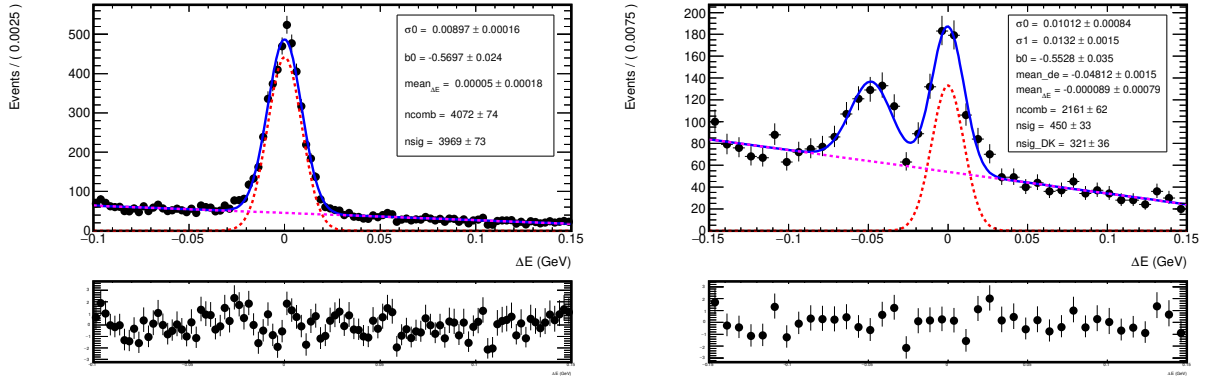 Events / ( 0.0025 )
500
400
300
200
100
0
σ0 = 0.00897 ± 0.00016
b0 = -0.5697 ± 0.024
mean_ΔE = 0.00005 ± 0.00018
ncomb = 4072 ± 74
nsig = 3969 ± 73
−0.1 −0.05 0 0.05 0.1 0.15
ΔE (GeV)
ΔE (GeV)
Events / ( 0.0075 )
200
180
160
140
120
100
80
60
40
20
0
σ0 = 0.01012 ± 0.00084
σ1 = 0.0132 ± 0.0015
b0 = -0.5528 ± 0.035
mean_de = -0.04812 ± 0.0015
mean_ΔE = -0.000089 ± 0.00079
ncomb = 2161 ± 62
nsig = 450 ± 33
nsig_DK = 321 ± 36
−0.15 −0.1 −0.05 0 0.05 0.1 0.15
ΔE (GeV)
ΔE (GeV)